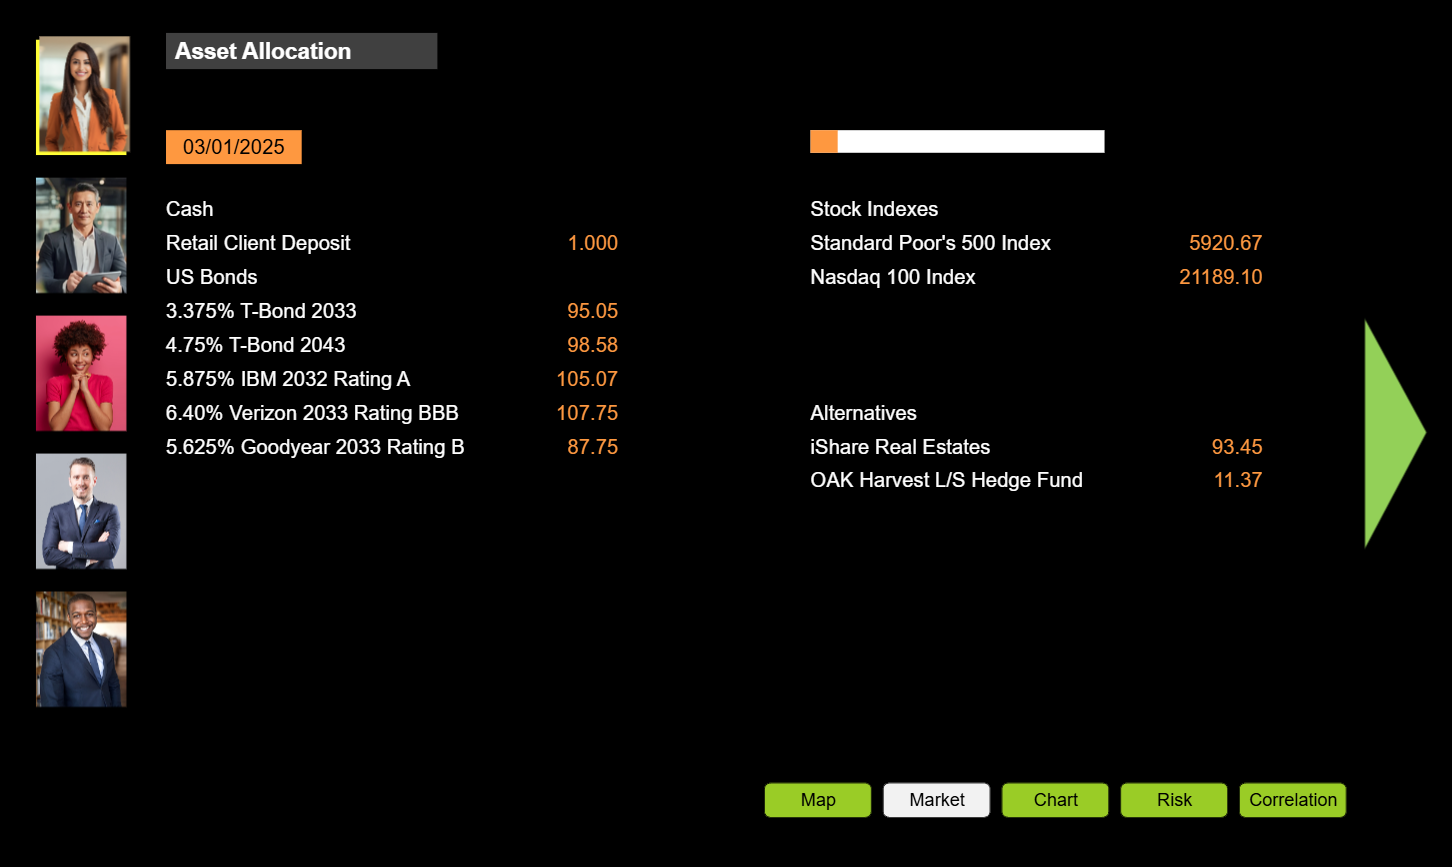 Asset Allocation
03/01/2025
Cash
Retail Client Deposit 1.000
US Bonds
3.375% T-Bond 2033 95.05
4.75% T-Bond 2043 98.58
5.875% IBM 2032 Rating A 105.07
6.40% Verizon 2033 Rating BBB 107.75
5.625% Goodyear 2033 Rating B 87.75
Stock Indexes
Standard Poor's 500 Index 5920.67
Nasdaq 100 Index 21189.10
Alternatives
iShare Real Estates 93.45
OAK Harvest L/S Hedge Fund 11.37
Map Market Chart Risk Correlation